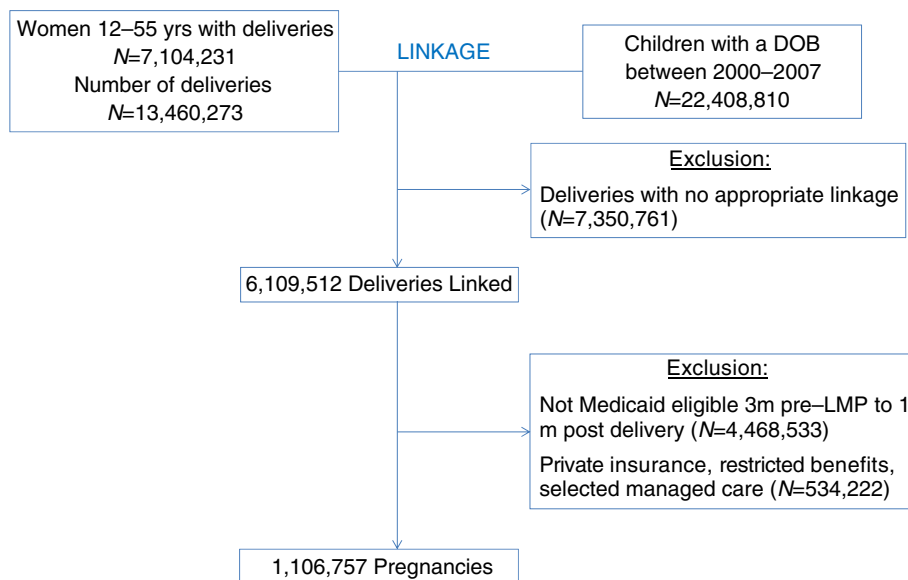 Women 12–55 yrs with deliveries
N=7,104,231
Number of deliveries
N=13,460,273
LINKAGE
Children with a DOB
between 2000–2007
N=22,408,810
Exclusion:
Deliveries with no appropriate linkage
(N=7,350,761)
6,109,512 Deliveries Linked
Exclusion:
Not Medicaid eligible 3m pre–LMP to 1
m post delivery (N=4,468,533)
Private insurance, restricted benefits,
selected managed care (N=534,222)
1,106,757 Pregnancies